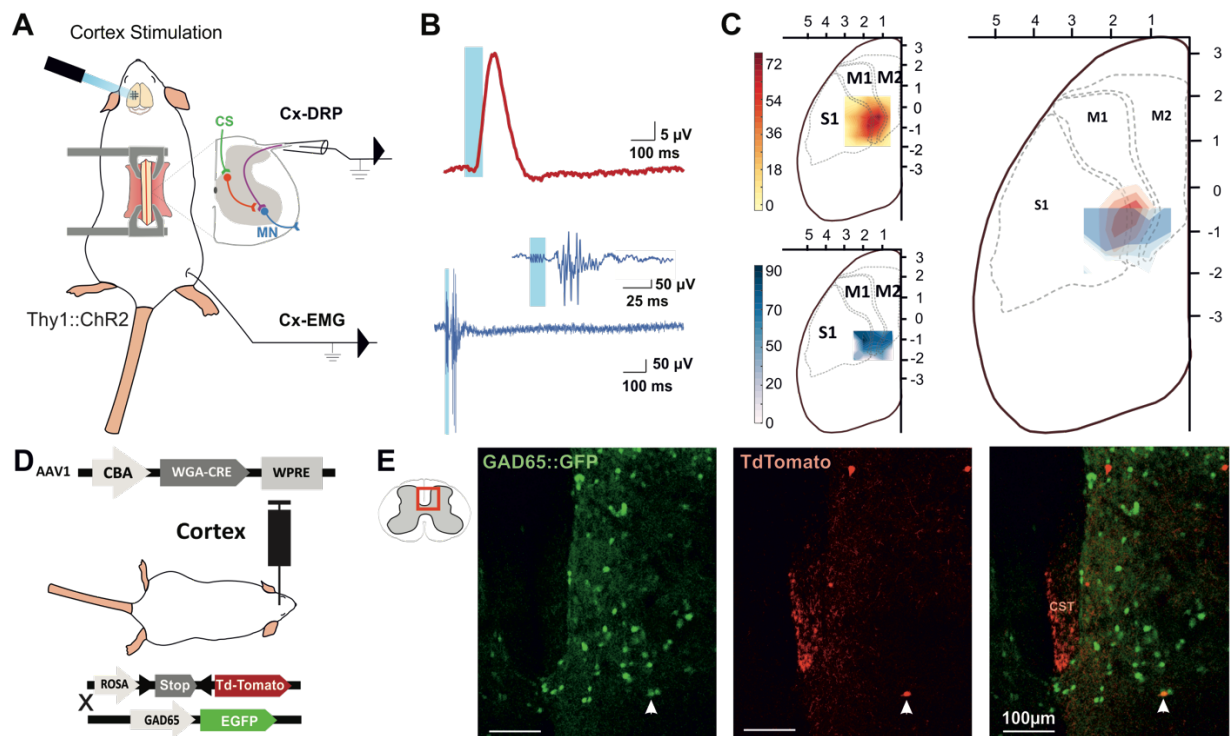 A
Cortex Stimulation
CS
Cx-DRP
MN
Thy1::ChR2
Cx-EMG
B
5 µV
100 ms
50 µV
25 ms
50 µV
100 ms
C
5 4 3 2 1
72
54
36
18
0
M1 M2
S1
3
2
1
0
-1
-2
-3
5 4 3 2 1
90
70
50
30
10
0
M1 M2
S1
3
2
1
0
-1
-2
-3
5 4 3 2 1
M1
M2
S1
3
2
1
0
-1
-2
-3
D
AAV1 CBA WGA-CRE WPRE
Cortex
ROSA Stop Td-Tomato
X
GAD65 EGFP
E
GAD65::GFP
TdTomato
CST
100µm